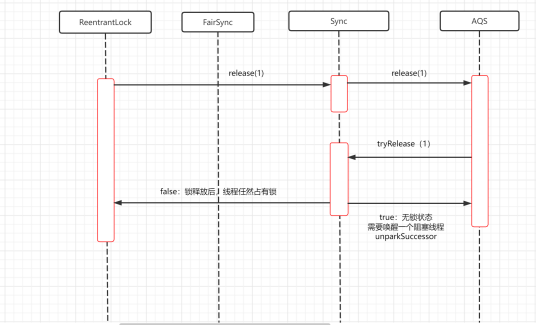 ReentrantLock
FairSync
Sync
AQS
release(1)
release(1)
tryRelease（1）
false：锁释放后，线程任然占有锁
true：无锁状态
需要唤醒一个阻塞线程
unparkSuccessor